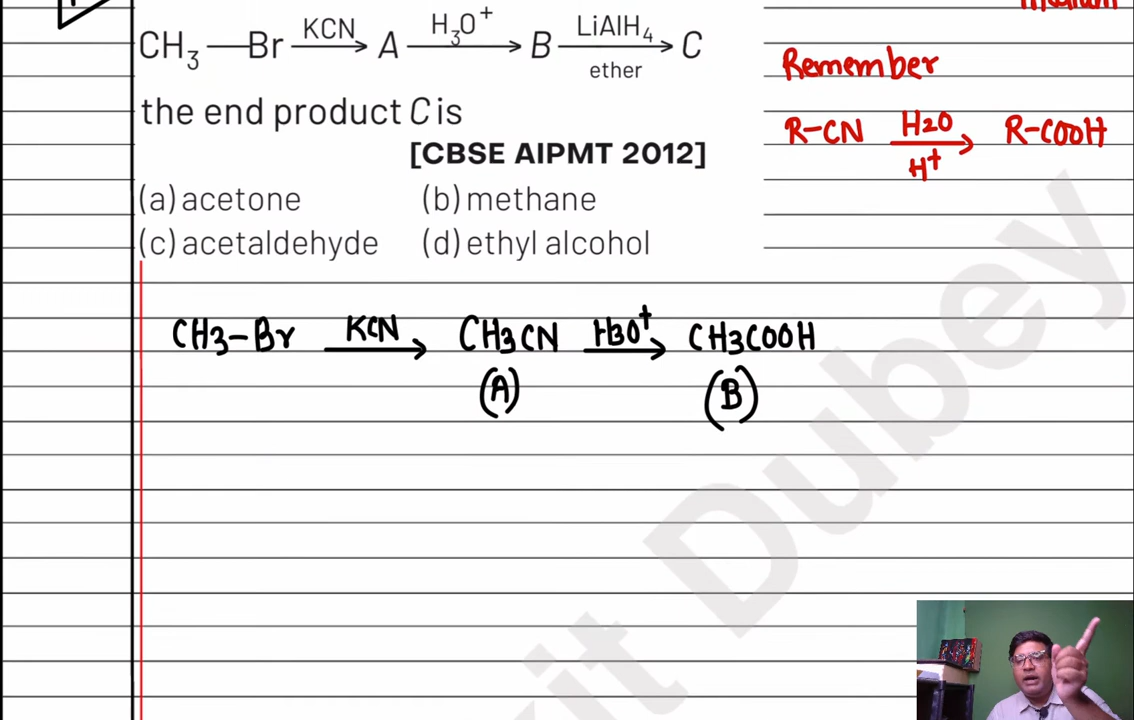 CH₃—Br —KCN→ A —H₃O⁺→ B —LiAlH₄/ether→ C
the end product C is
[CBSE AIPMT 2012]
(a) acetone (b) methane
(c) acetaldehyde (d) ethyl alcohol
Remember
R-CN —H₂O/H⁺→ R-COOH
CH₃-Br —KCN→ CH₃CN —H₃O⁺→ CH₃COOH
(A) (B)
Dubey